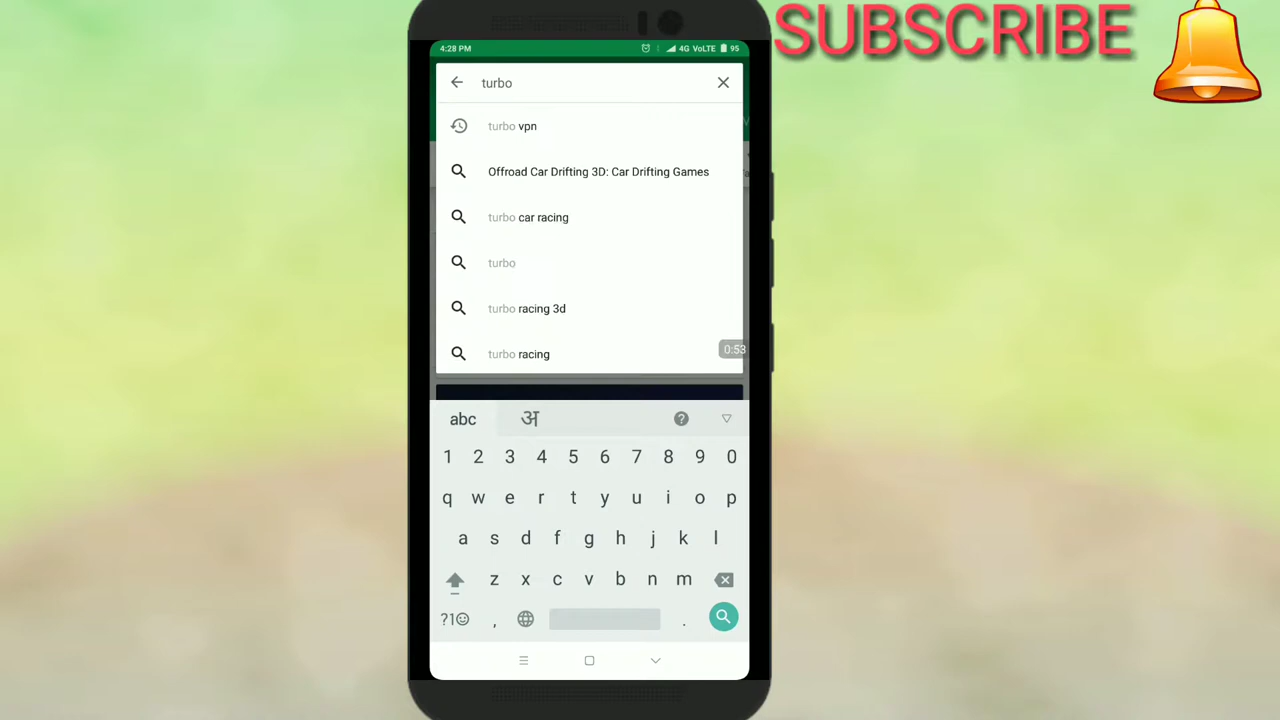 SUBSCRIBE
4:28 PM 4G VoLTE 95
turbo
turbo vpn
Offroad Car Drifting 3D: Car Drifting Games
turbo car racing
turbo
turbo racing 3d
0:53
turbo racing
abc अ ?
1 2 3 4 5 6 7 8 9 0
q w e r t y u i o p
a s d f g h j k l
z x c v b n m
?1☺ , .